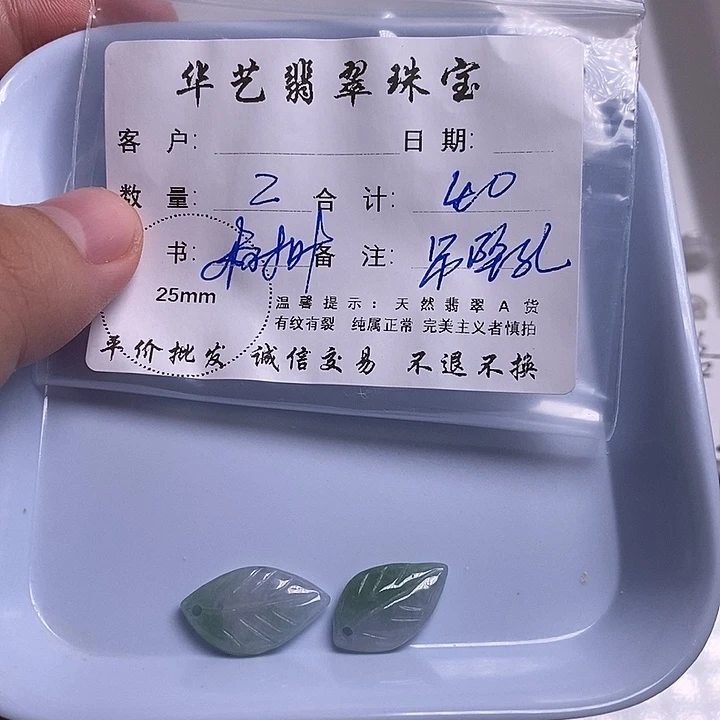 华艺翡翠珠宝
客 户: 日 期:
数 量: 2 合 计: 40
书: 树叶 备 注: 吊坠孔
25mm
温馨提示:天然翡翠A货
有纹有裂 纯属正常 完美主义者慎拍
平价批发 诚信交易 不退不换